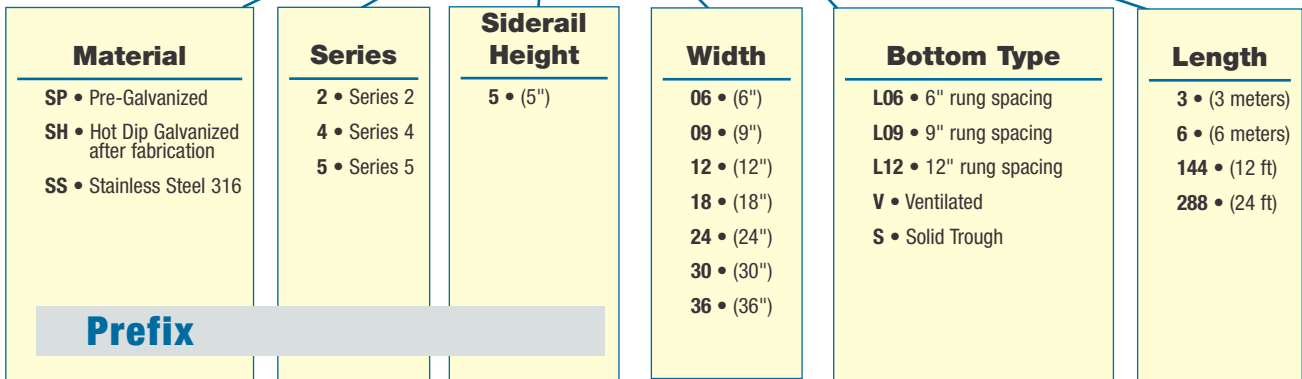 Material
SP • Pre-Galvanized
SH • Hot Dip Galvanized
after fabrication
SS • Stainless Steel 316
Series
2 • Series 2
4 • Series 4
5 • Series 5
Siderail
Height
5 • (5")
Prefix
Width
06 • (6")
09 • (9")
12 • (12")
18 • (18")
24 • (24")
30 • (30")
36 • (36")
Bottom Type
L06 • 6" rung spacing
L09 • 9" rung spacing
L12 • 12" rung spacing
V • Ventilated
S • Solid Trough
Length
3 • (3 meters)
6 • (6 meters)
144 • (12 ft)
288 • (24 ft)